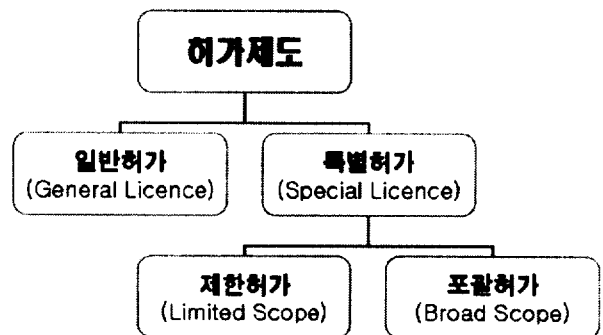 허가제도
일반허가
(General Licence)
특별허가
(Special Licence)
제한허가
(Limited Scope)
포괄허가
(Broad Scope)